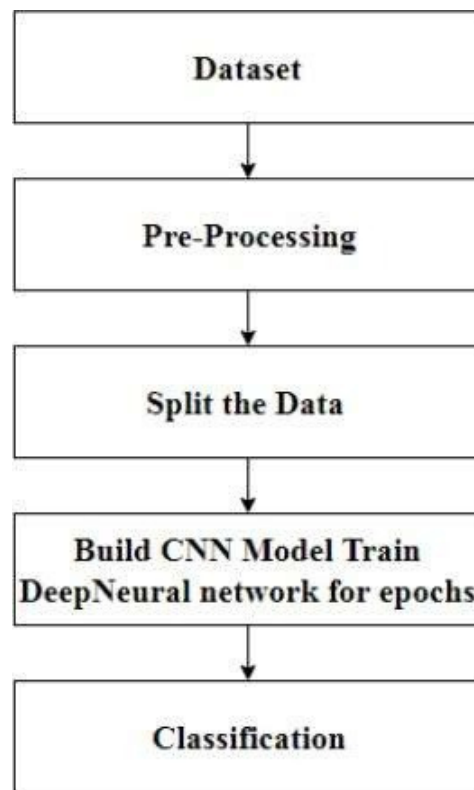 Dataset
Pre-Processing
Split the Data
Build CNN Model Train
DeepNeural network for epochs
Classification